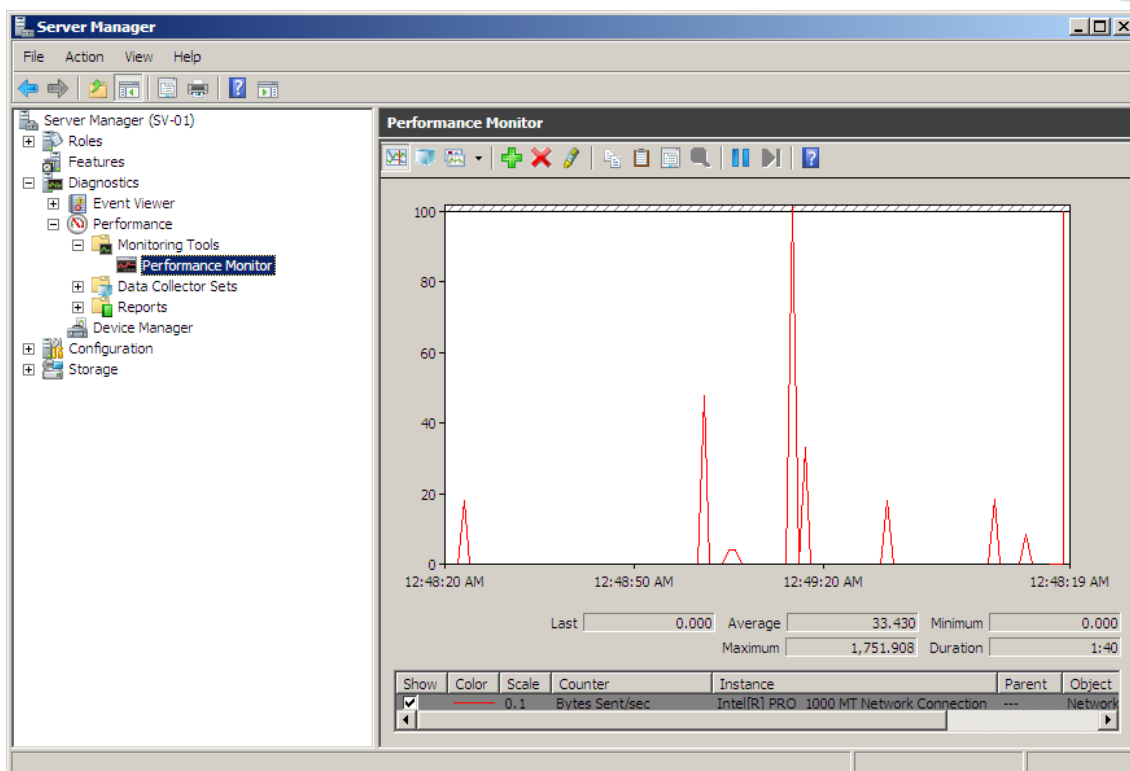 Server Manager
File Action View Help
Server Manager (SV-01)
Roles
Features
Diagnostics
Event Viewer
Performance
Monitoring Tools
Performance Monitor
Data Collector Sets
Reports
Device Manager
Configuration
Storage
Performance Monitor
100
80
60
40
20
0
12:48:20 AM 12:48:50 AM 12:49:20 AM 12:48:19 AM
Last 0.000 Average 33.430 Minimum 0.000
Maximum 1,751.908 Duration 1:40
Show Color Scale Counter Instance Parent Object
0.1 Bytes Sent/sec Intel[R] PRO_1000 MT Network Connection --- Network